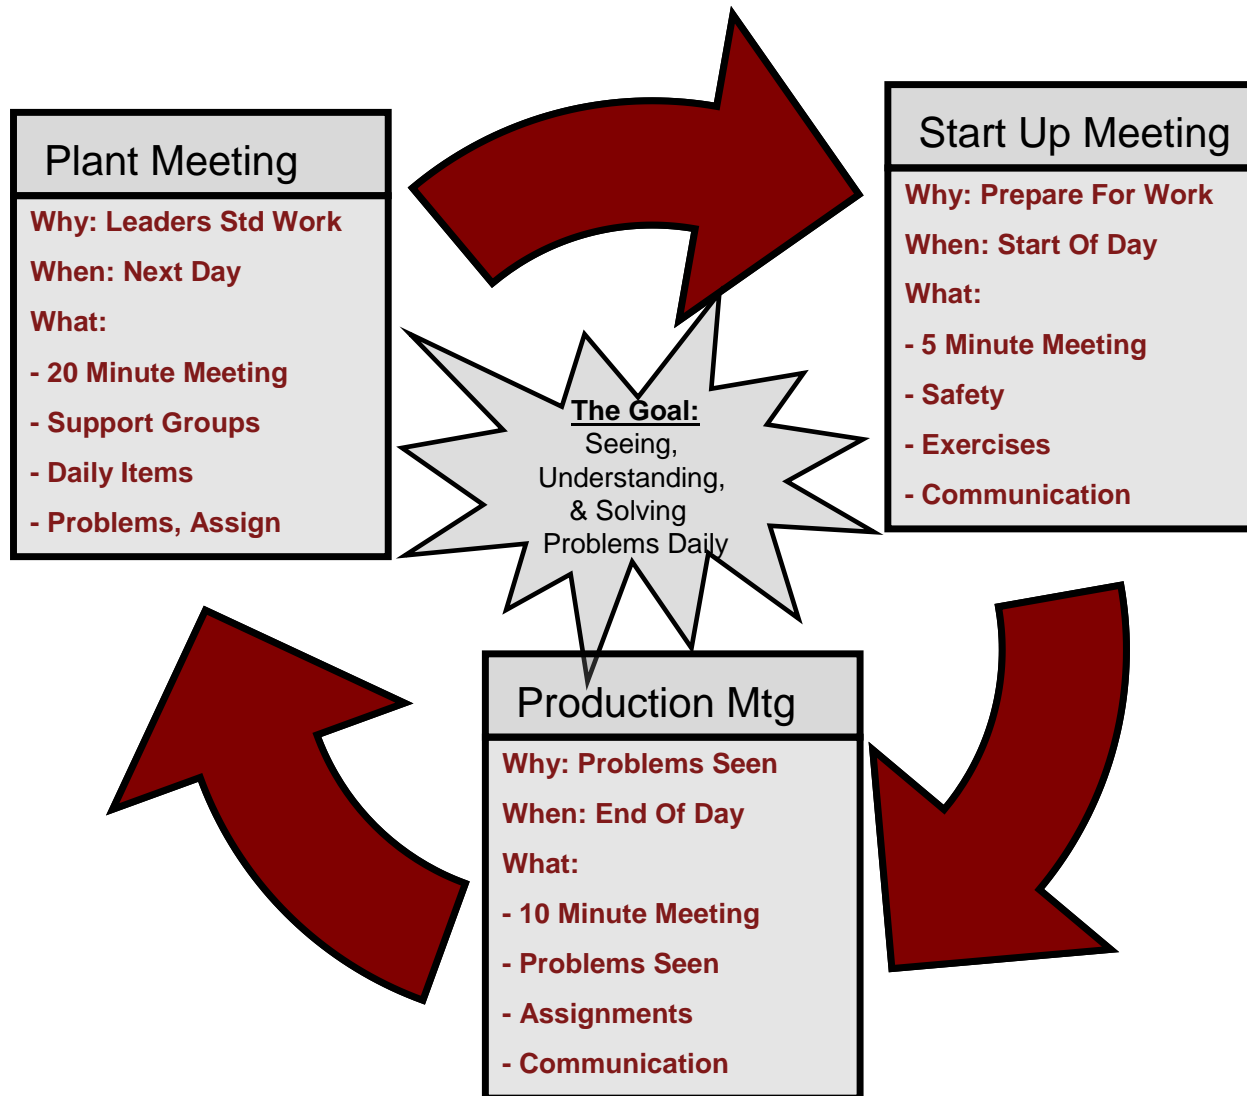 Plant Meeting
Why: Leaders Std Work
When: Next Day
What:
- 20 Minute Meeting
- Support Groups
- Daily Items
- Problems, Assign
Start Up Meeting
Why: Prepare For Work
When: Start Of Day
What:
- 5 Minute Meeting
- Safety
- Exercises
- Communication
The Goal:
Seeing,
Understanding,
& Solving
Problems Daily
Production Mtg
Why: Problems Seen
When: End Of Day
What:
- 10 Minute Meeting
- Problems Seen
- Assignments
- Communication